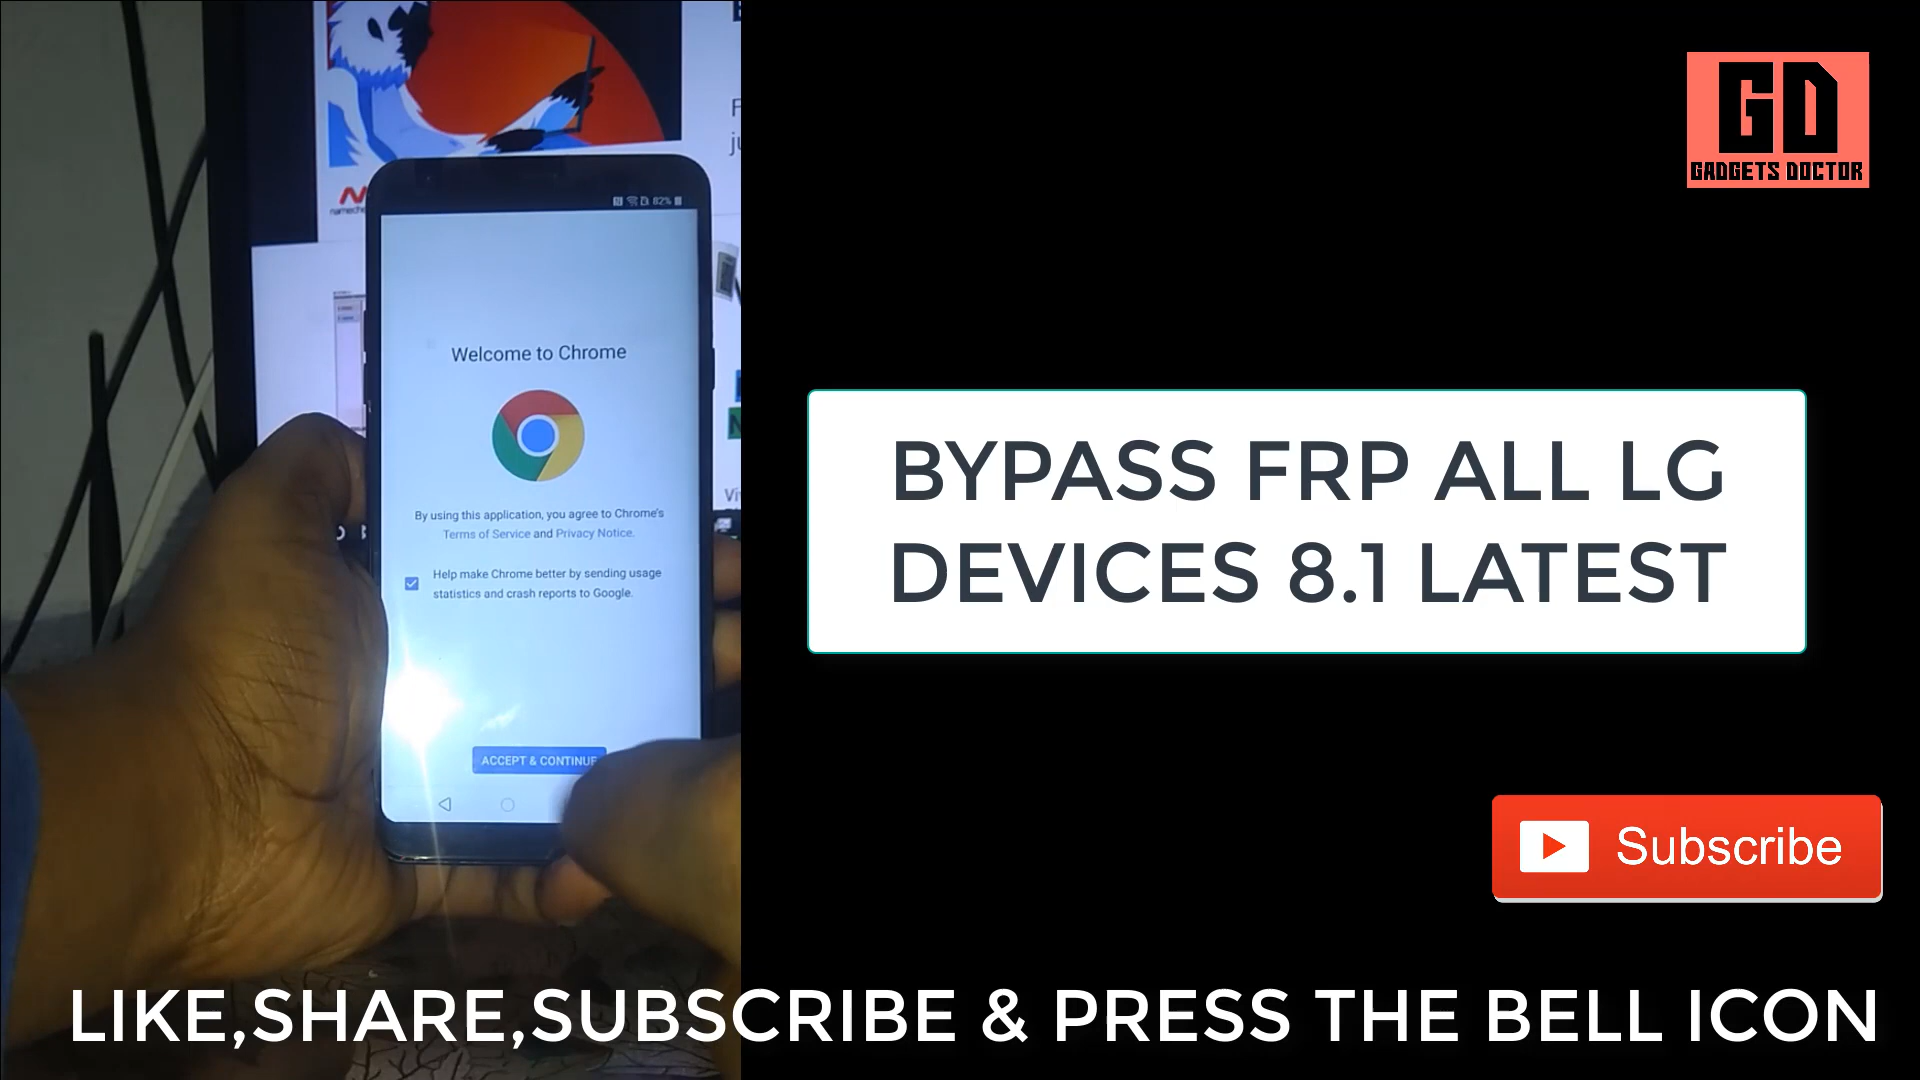 GD
GADGETS DOCTOR
82%
Welcome to Chrome
By using this application, you agree to Chrome's
Terms of Service and Privacy Notice.
Help make Chrome better by sending usage
statistics and crash reports to Google.
ACCEPT & CONTINUE
BYPASS FRP ALL LG
DEVICES 8.1 LATEST
Subscribe
LIKE,SHARE,SUBSCRIBE & PRESS THE BELL ICON